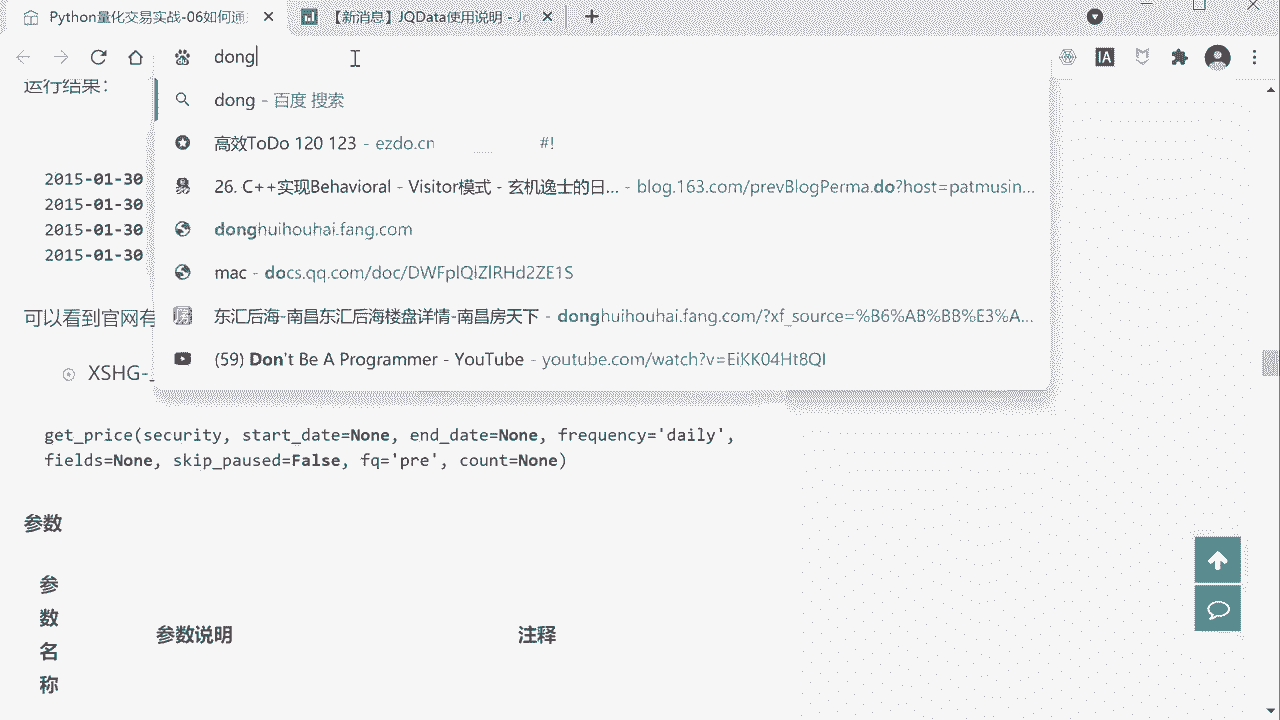 Python量化交易实战-06如何通
【新消息】JQData使用说明 - Jo
dong
IA
运行结果：
dong - 百度 搜索
高效ToDo 120 123 - ezdo.cn #!
26. C++实现Behavioral - Visitor模式 - 玄机逸士的日... - blog.163.com/prevBlogPerma.do?host=patmusin...
donghuihouhai.fang.com
mac - docs.qq.com/doc/DWFplQlZlRHd2ZE1S
东汇后海-南昌东汇后海楼盘详情-南昌房天下 - donghuihouhai.fang.com/?xf_source=%B6%AB%BB%E3%A...
(59) Don't Be A Programmer - YouTube - youtube.com/watch?v=EiKK04Ht8QI
2015-01-30
2015-01-30
2015-01-30
2015-01-30
可以看到官网有
XSHG-
get_price(security, start_date=None, end_date=None, frequency='daily',
fields=None, skip_paused=False, fq='pre', count=None)
参数
参数名称
参数说明
注释